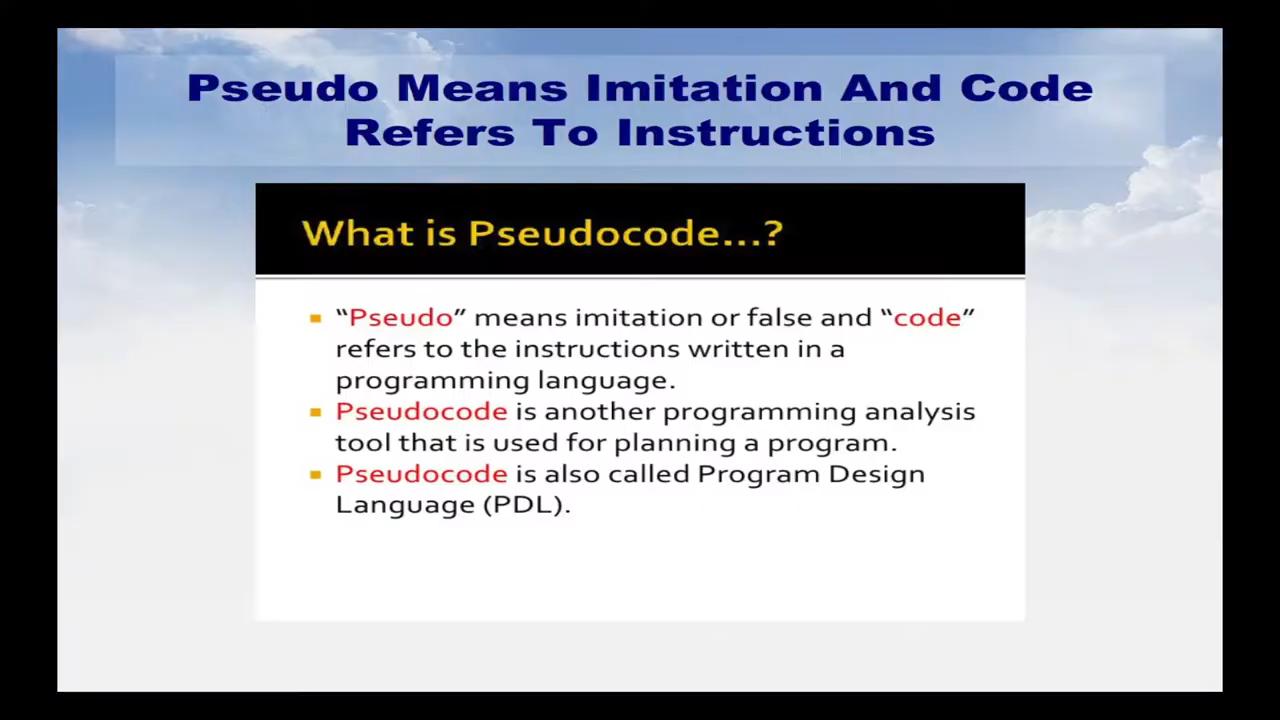 Pseudo Means Imitation And Code
Refers To Instructions
What is Pseudocode...?
“Pseudo” means imitation or false and “code”
refers to the instructions written in a
programming language.
Pseudocode is another programming analysis
tool that is used for planning a program.
Pseudocode is also called Program Design
Language (PDL).